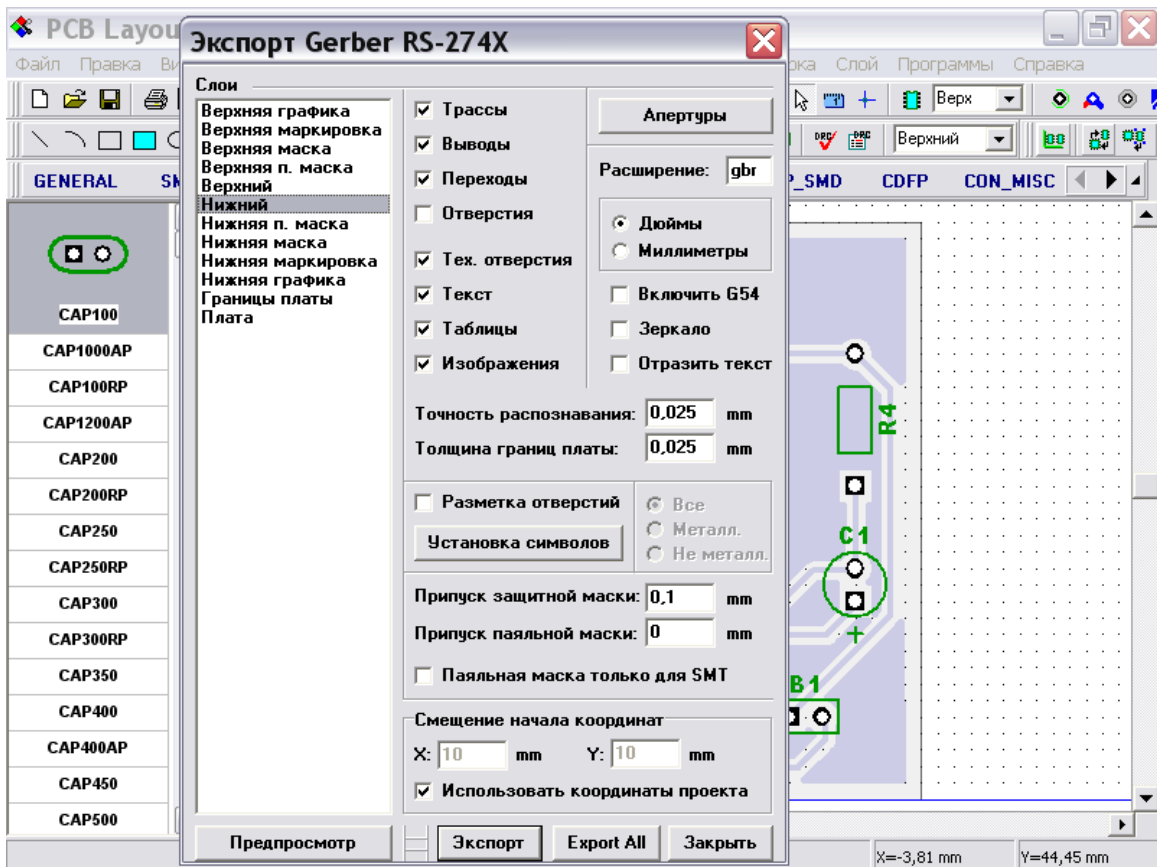 PCB Layou
Экспорт Gerber RS-274X
Файл Правка Ви
рка Слой Программы Справка
Верх
DRC DRC
Верхний
GENERAL SM
P_SMD CDFP CON_MISC
CAP100
CAP1000AP
CAP100RP
CAP1200AP
CAP200
CAP200RP
CAP250
CAP250RP
CAP300
CAP300RP
CAP350
CAP400
CAP400AP
CAP450
CAP500
Слои
Верхняя графика
Верхняя маркировка
Верхняя маска
Верхняя п. маска
Верхний
Нижний
Нижняя п. маска
Нижняя маска
Нижняя маркировка
Нижняя графика
Границы платы
Плата
Трассы
Выводы
Переходы
Отверстия
Тех. отверстия
Текст
Таблицы
Изображения
Апертуры
Расширение: gbr
Дюймы
Миллиметры
Включить G54
Зеркало
Отразить текст
Точность распознавания: 0,025 mm
Толщина границ платы: 0,025 mm
Разметка отверстий
Установка символов
Все
Металл.
Не металл.
Припуск защитной маски: 0,1 mm
Припуск паяльной маски: 0 mm
Паяльная маска только для SMT
Смещение начала координат
X: 10 mm Y: 10 mm
Использовать координаты проекта
Предпросмотр Экспорт Export All Закрыть
R4
C1
+
B1
X=-3,81 mm Y=44,45 mm